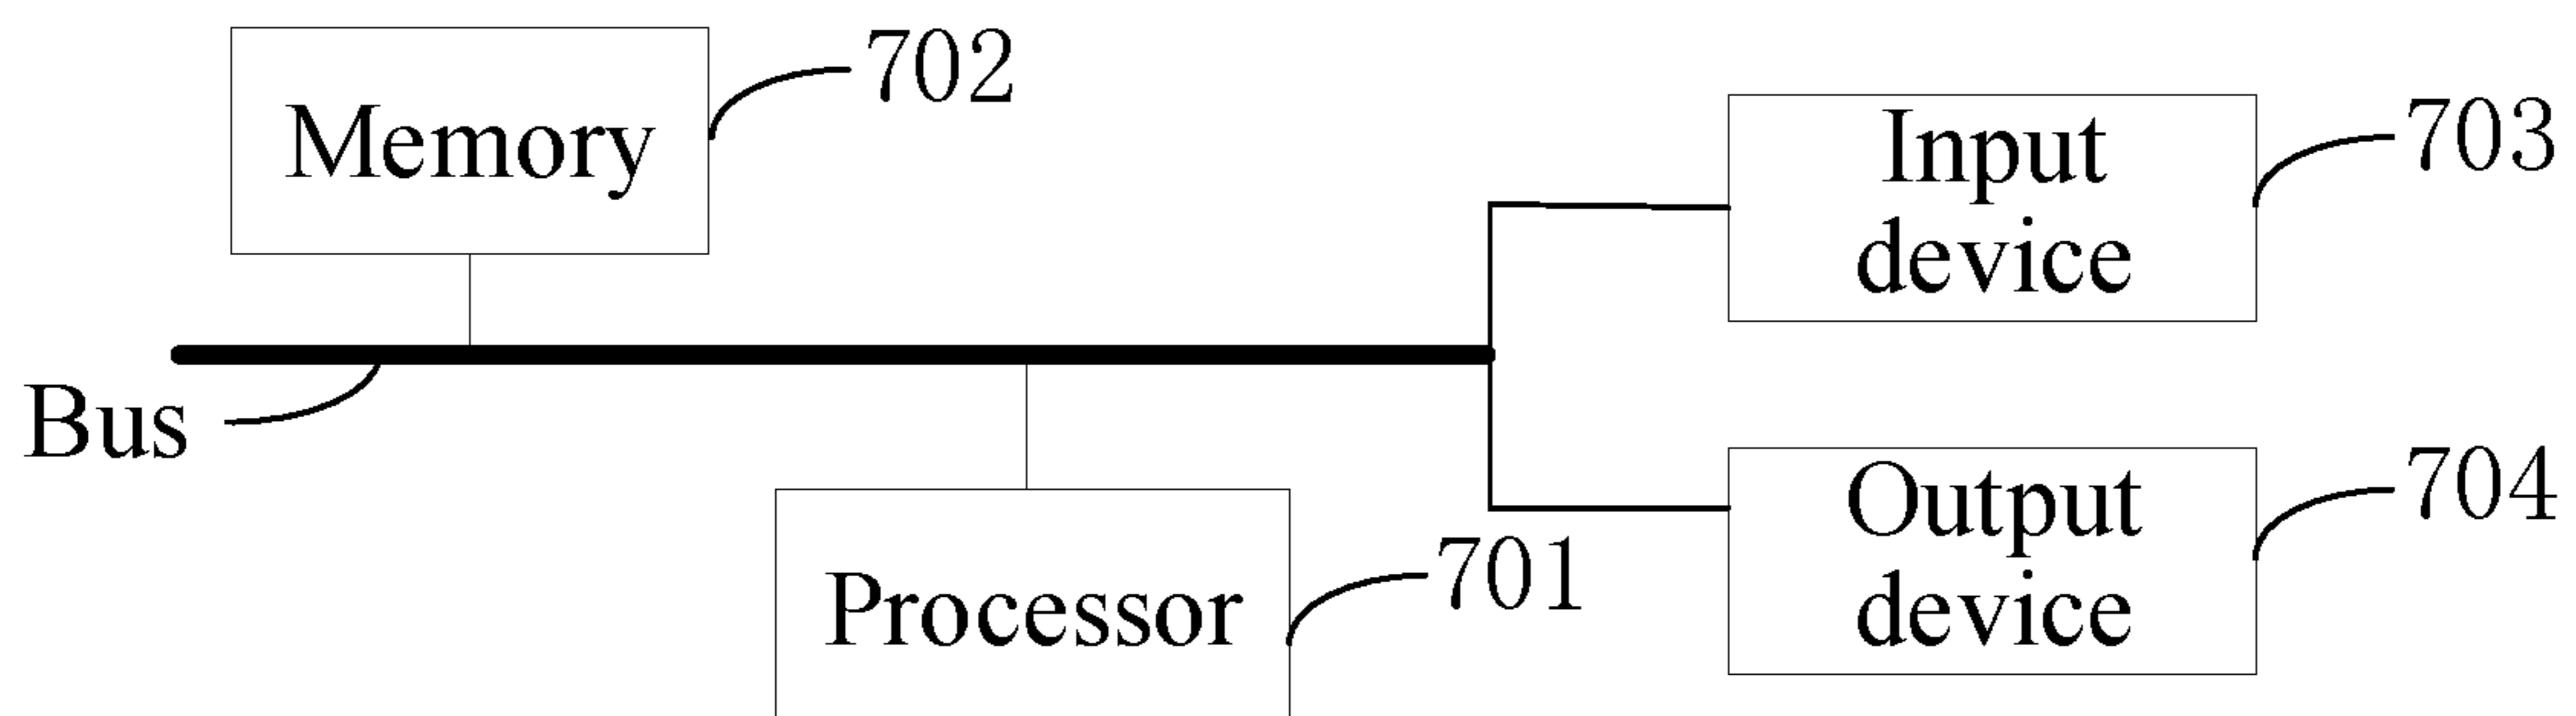 Memory
702
Input
device
703
Bus
Processor
701
Output
device
704